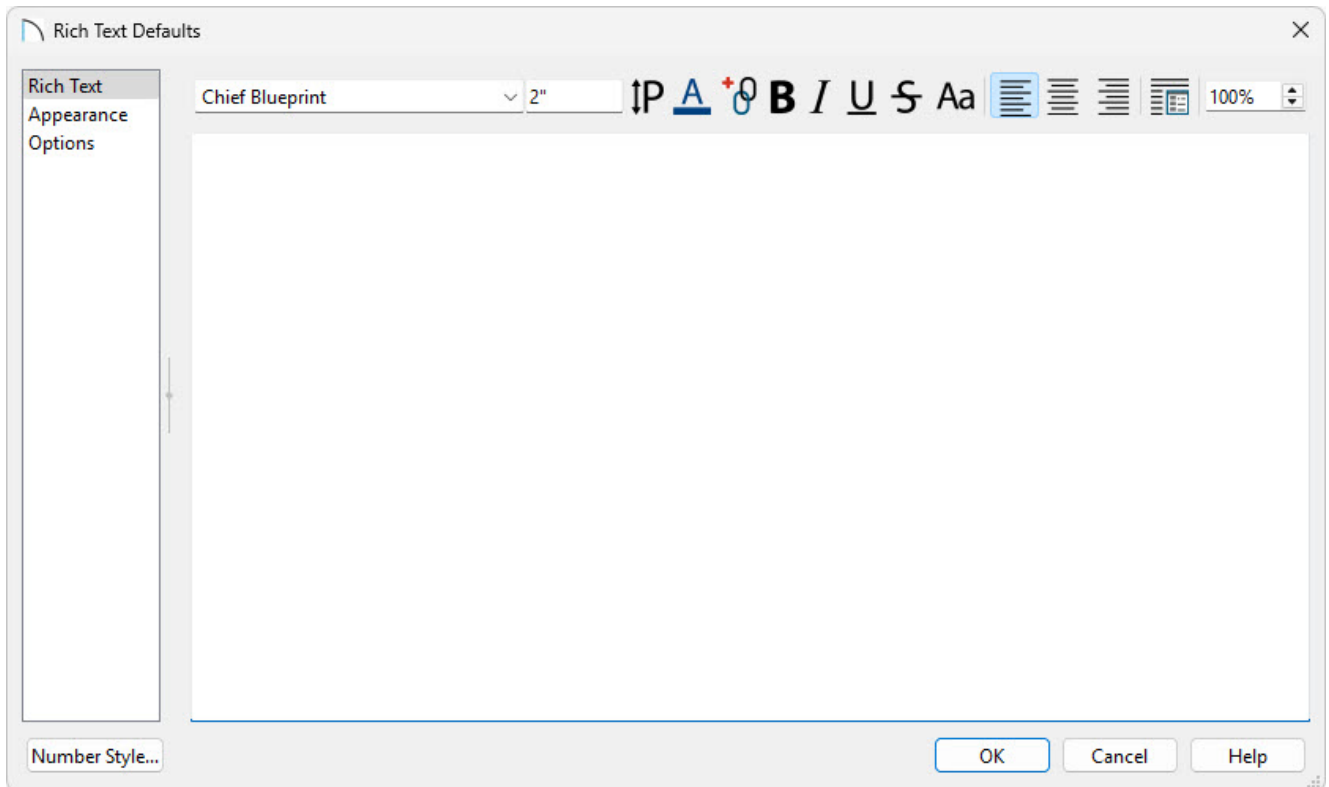 Rich Text Defaults
Rich Text
Appearance
Options
Chief Blueprint 2" P A B I U S Aa 100%
Number Style... OK Cancel Help